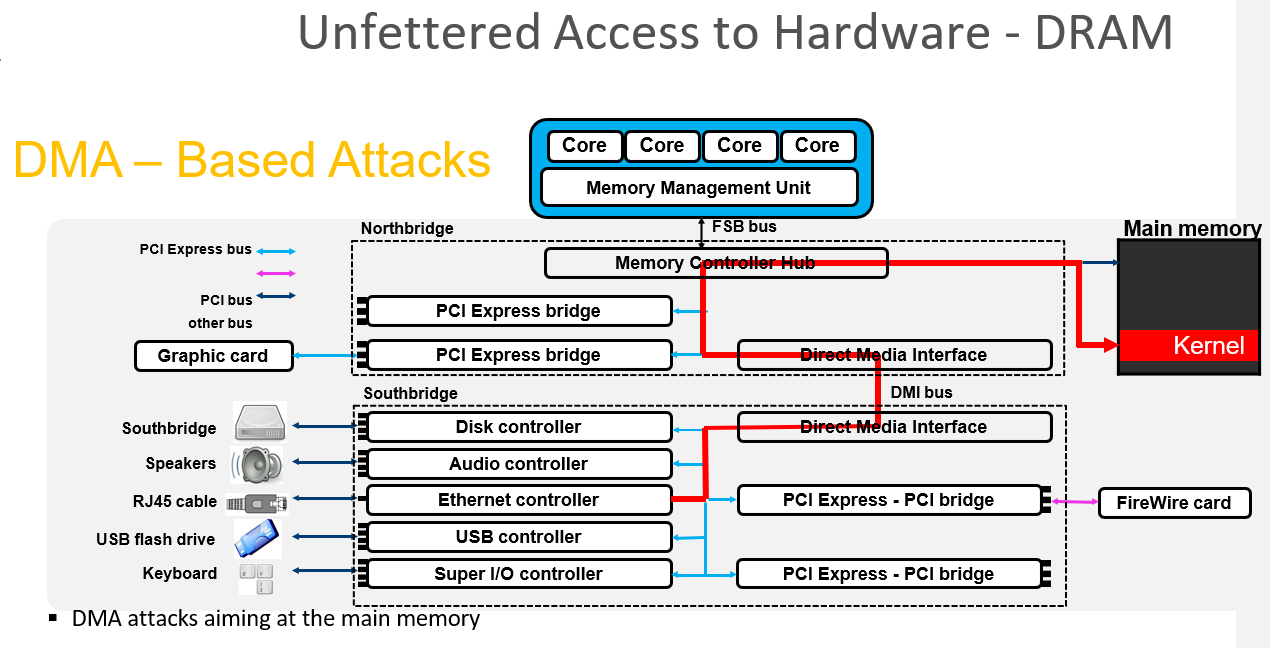 Unfettered Access to Hardware - DRAM
DMA – Based Attacks
Core Core Core Core
Memory Management Unit
FSB bus
Northbridge
Main memory
PCI Express bus
PCI bus
other bus
Memory Controller Hub
PCI Express bridge
Graphic card
PCI Express bridge
Direct Media Interface
Kernel
Southbridge
DMI bus
Southbridge
Disk controller
Direct Media Interface
Speakers
Audio controller
RJ45 cable
Ethernet controller
PCI Express - PCI bridge
FireWire card
USB flash drive
USB controller
Keyboard
Super I/O controller
PCI Express - PCI bridge
▪ DMA attacks aiming at the main memory